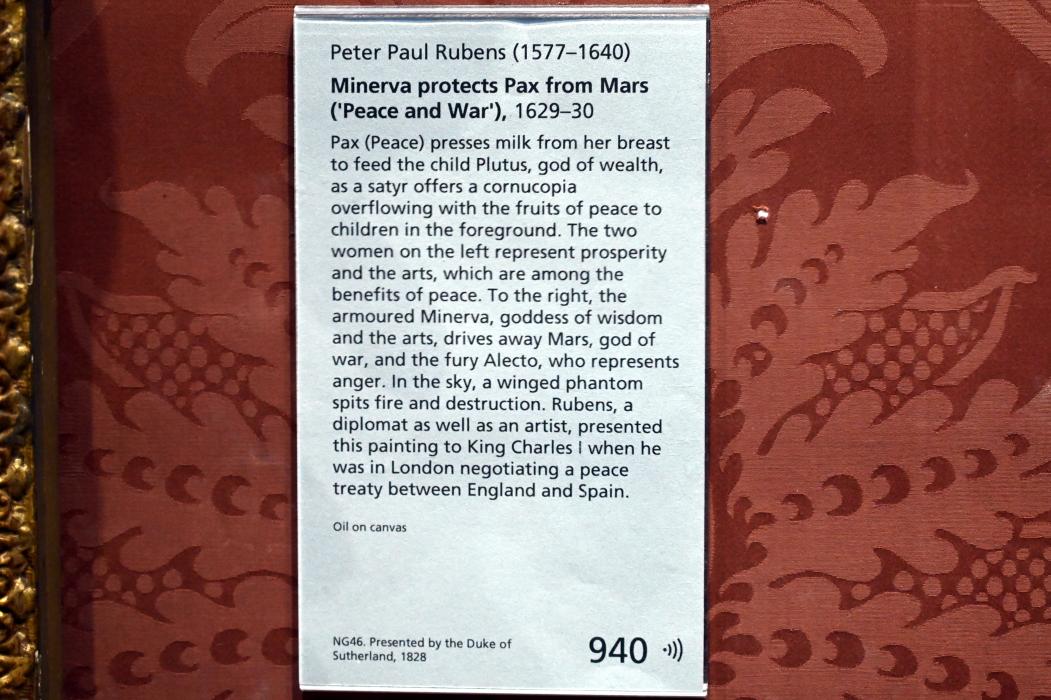 Peter Paul Rubens (1577–1640)
Minerva protects Pax from Mars
('Peace and War'), 1629–30
Pax (Peace) presses milk from her breast
to feed the child Plutus, god of wealth,
as a satyr offers a cornucopia
overflowing with the fruits of peace to
children in the foreground. The two
women on the left represent prosperity
and the arts, which are among the
benefits of peace. To the right, the
armoured Minerva, goddess of wisdom
and the arts, drives away Mars, god of
war, and the fury Alecto, who represents
anger. In the sky, a winged phantom
spits fire and destruction. Rubens, a
diplomat as well as an artist, presented
this painting to King Charles I when he
was in London negotiating a peace
treaty between England and Spain.
Oil on canvas
NG46. Presented by the Duke of
Sutherland, 1828
940